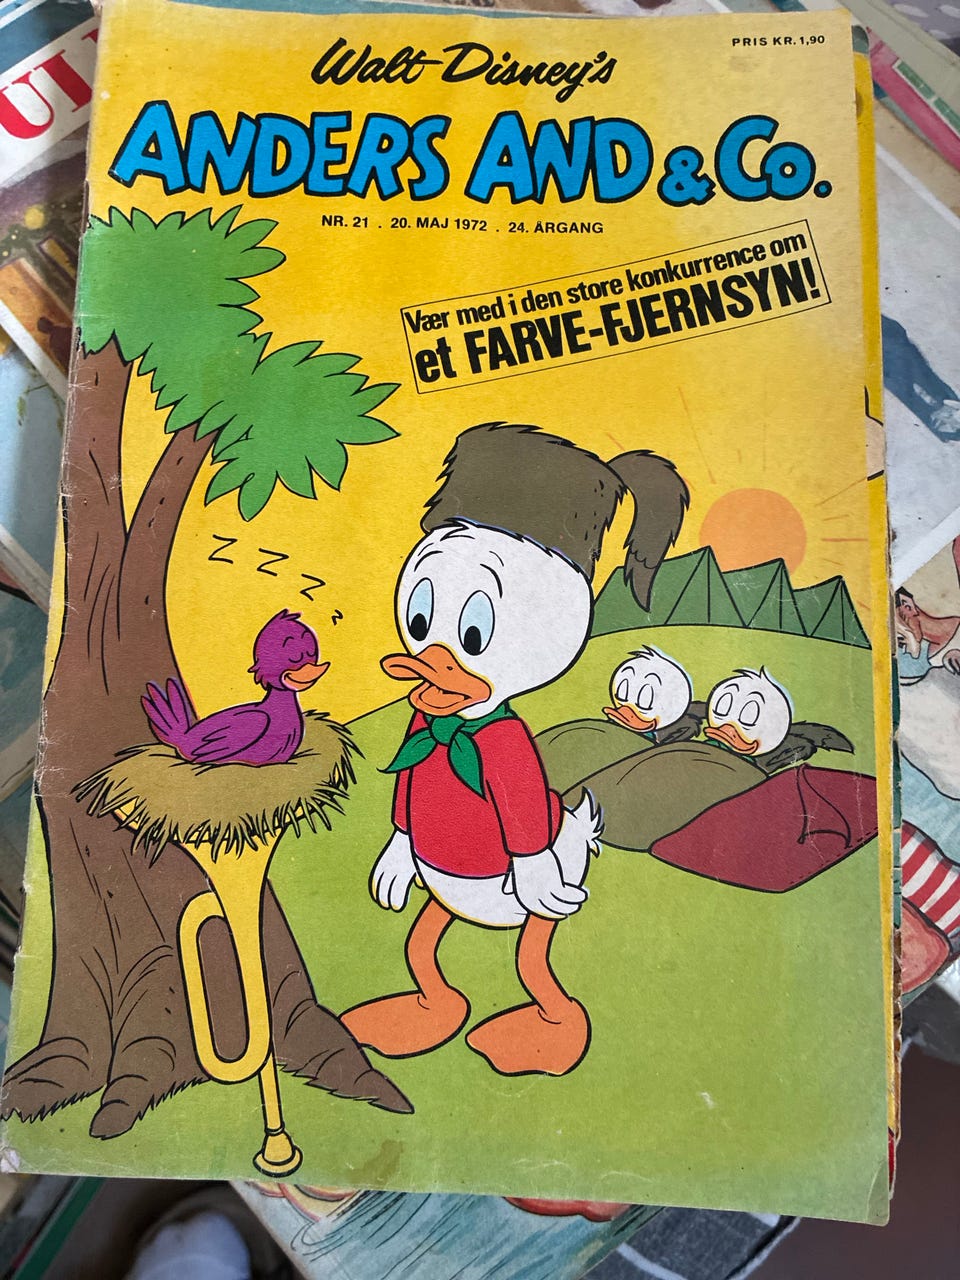 PRIS KR. 1,90
Walt Disney's
ANDERS AND & Co.
NR. 21 . 20. MAJ 1972 . 24. ÅRGANG
Vær med i den store konkurrence om
et FARVE-FJERNSYN!
Z Z Z Z